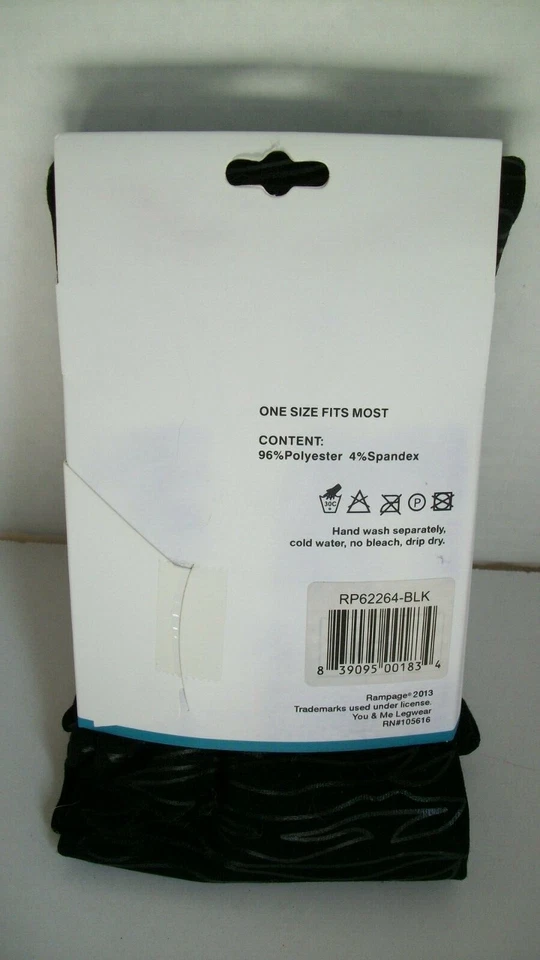 ONE SIZE FITS MOST
CONTENT:
96%Polyester 4%Spandex
30C
P
Hand wash separately,
cold water, no bleach, drip dry.
RP62264-BLK
8 39095 00183 4
Rampage® 2013
Trademarks used under license.
You & Me Legwear
RN#105616